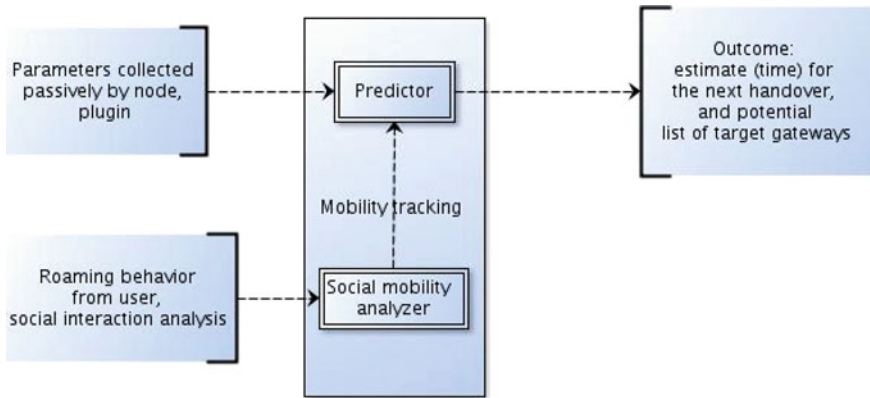 Parameters collected
passively by node,
plugin
Predictor
Outcome:
estimate (time) for
the next handover,
and potential
list of target gateways
Mobility tracking
Roaming behavior
from user,
social interaction analysis
Social mobility
analyzer